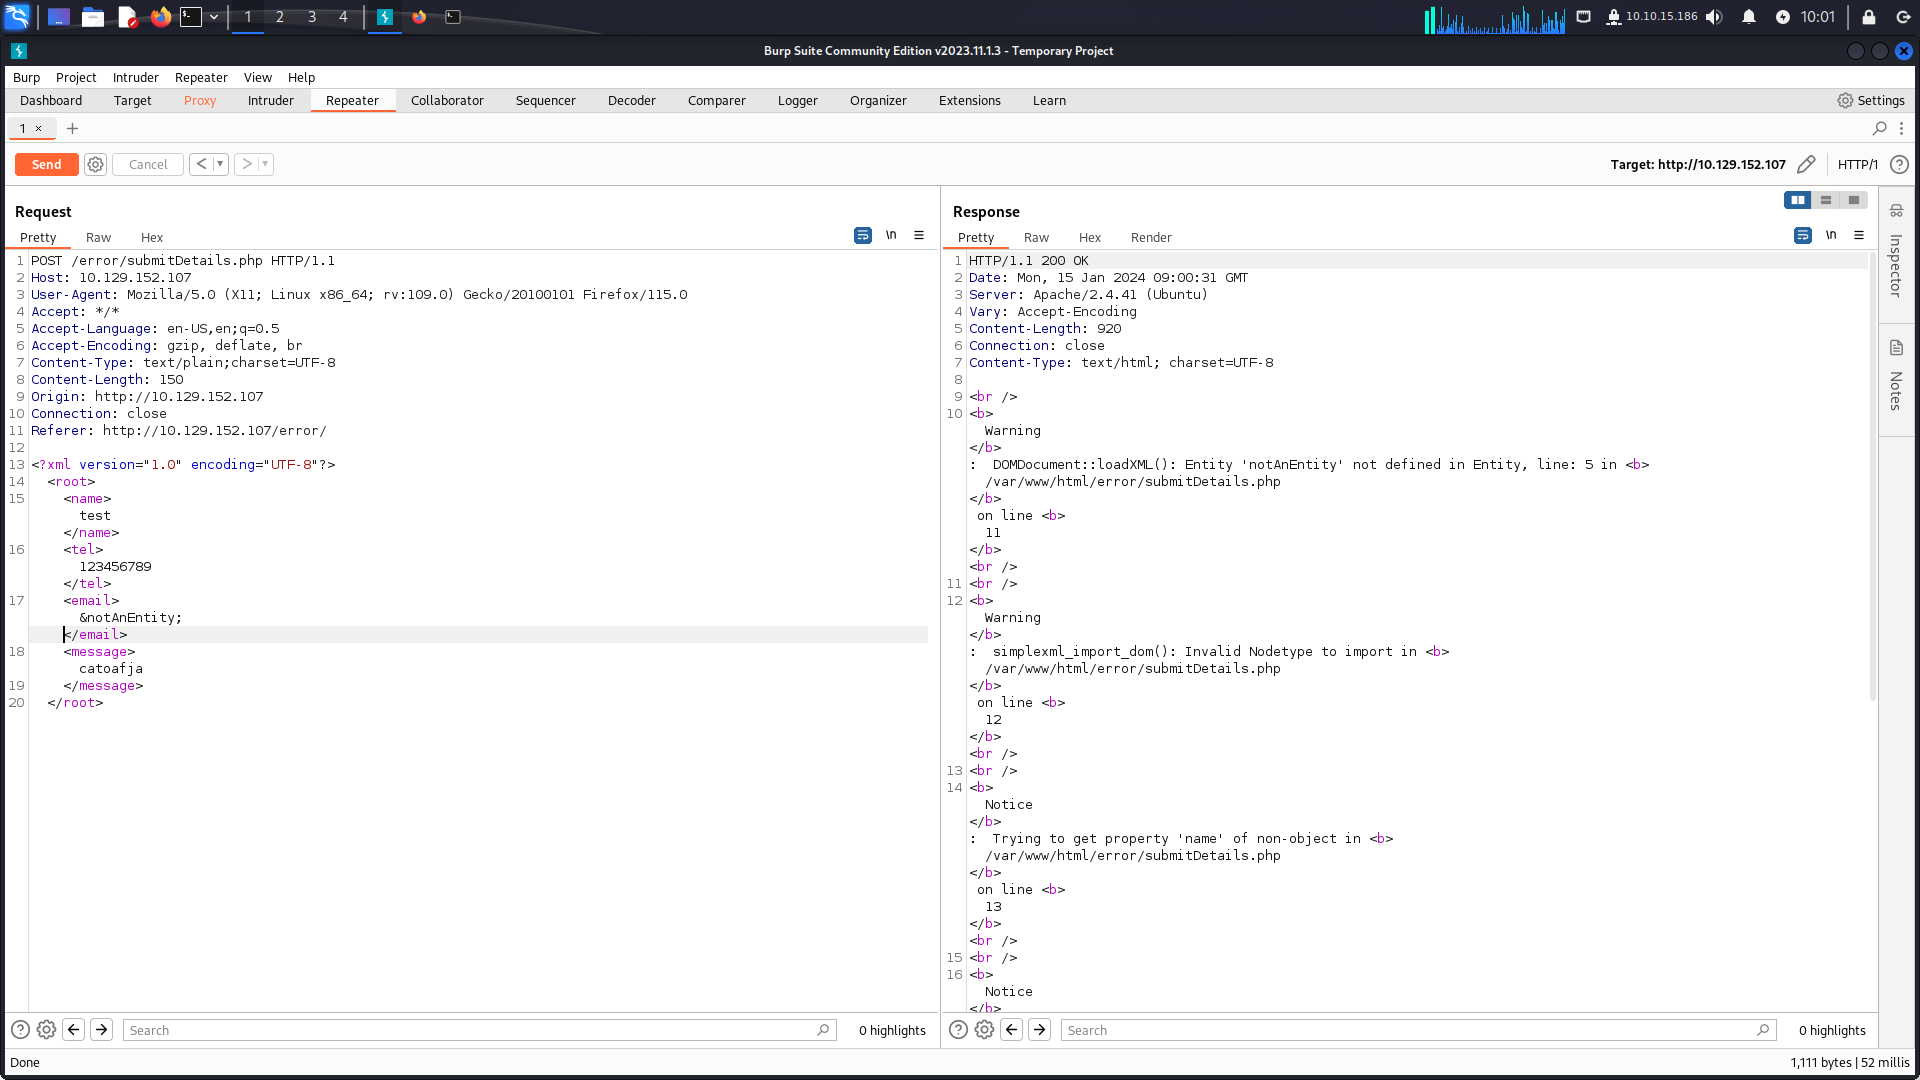 1
2
3
4
10.10.15.186
10:01
Burp Suite Community Edition v2023.11.1.3 - Temporary Project
Burp Project Intruder Repeater View Help
Dashboard Target Proxy Intruder Repeater Collaborator Sequencer Decoder Comparer Logger Organizer Extensions Learn Settings
1 × +
Send Cancel < >
Target: http://10.129.152.107 HTTP/1
Request
Pretty Raw Hex \n
1 POST /error/submitDetails.php HTTP/1.1
2 Host: 10.129.152.107
3 User-Agent: Mozilla/5.0 (X11; Linux x86_64; rv:109.0) Gecko/20100101 Firefox/115.0
4 Accept: */*
5 Accept-Language: en-US,en;q=0.5
6 Accept-Encoding: gzip, deflate, br
7 Content-Type: text/plain;charset=UTF-8
8 Content-Length: 150
9 Origin: http://10.129.152.107
10 Connection: close
11 Referer: http://10.129.152.107/error/
12
13 <?xml version="1.0" encoding="UTF-8"?>
14 <root>
15 <name>
test
</name>
16 <tel>
123456789
</tel>
17 <email>
&notAnEntity;
</email>
18 <message>
catoafja
19 </message>
20 </root>
Search 0 highlights
Response
Pretty Raw Hex Render \n
1 HTTP/1.1 200 OK
2 Date: Mon, 15 Jan 2024 09:00:31 GMT
3 Server: Apache/2.4.41 (Ubuntu)
4 Vary: Accept-Encoding
5 Content-Length: 920
6 Connection: close
7 Content-Type: text/html; charset=UTF-8
8
9 <br />
10 <b>
Warning
</b>
: DOMDocument::loadXML(): Entity 'notAnEntity' not defined in Entity, line: 5 in <b>
/var/www/html/error/submitDetails.php
</b>
on line <b>
11
</b>
<br />
11 <br />
12 <b>
Warning
</b>
: simplexml_import_dom(): Invalid Nodetype to import in <b>
/var/www/html/error/submitDetails.php
</b>
on line <b>
12
</b>
<br />
13 <br />
14 <b>
Notice
</b>
: Trying to get property 'name' of non-object in <b>
/var/www/html/error/submitDetails.php
</b>
on line <b>
13
</b>
<br />
15 <br />
16 <b>
Notice
</b>
Search 0 highlights
Inspector
Notes
Done
1,111 bytes | 52 millis